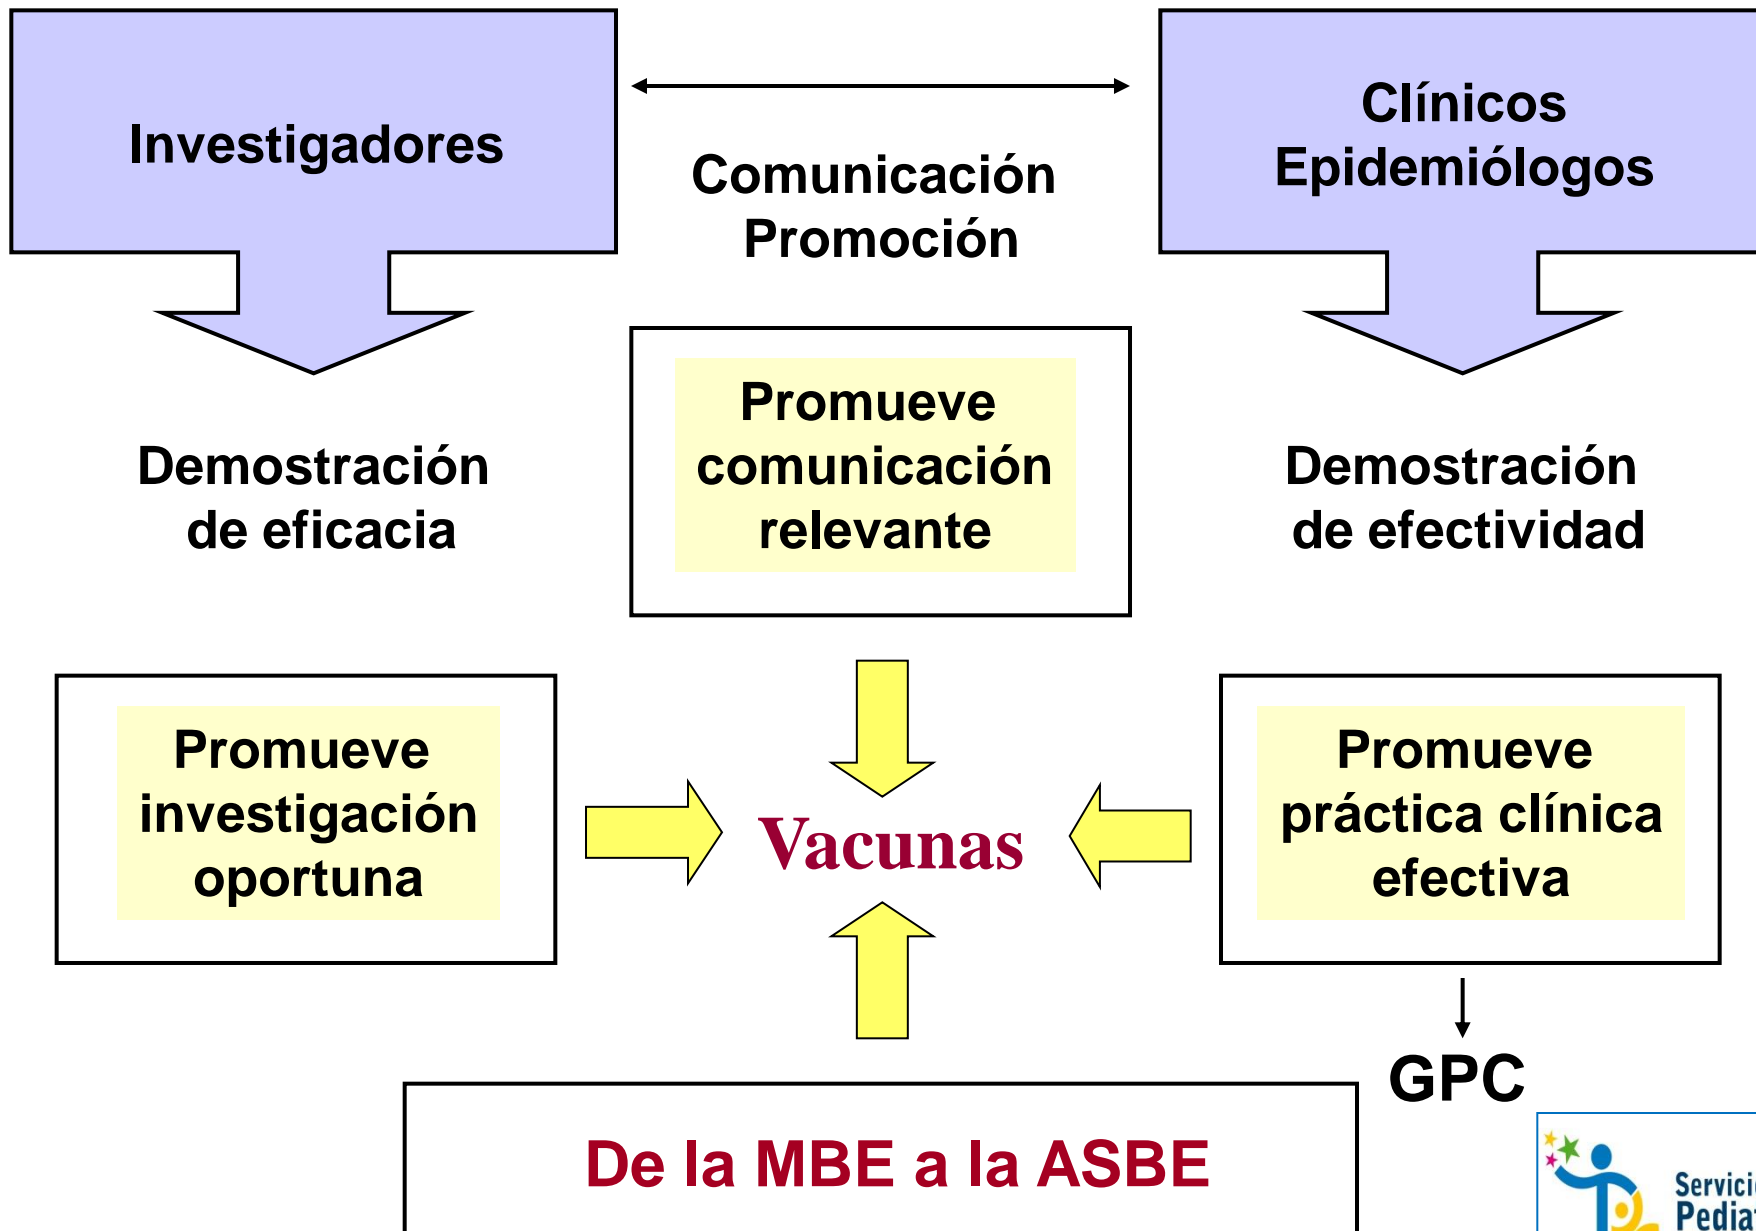 Investigadores
Clínicos
Epidemiólogos
Comunicación
Promoción
Demostración
de eficacia
Promueve
comunicación
relevante
Demostración
de efectividad
Promueve
investigación
oportuna
Vacunas
Promueve
práctica clínica
efectiva
GPC
De la MBE a la ASBE